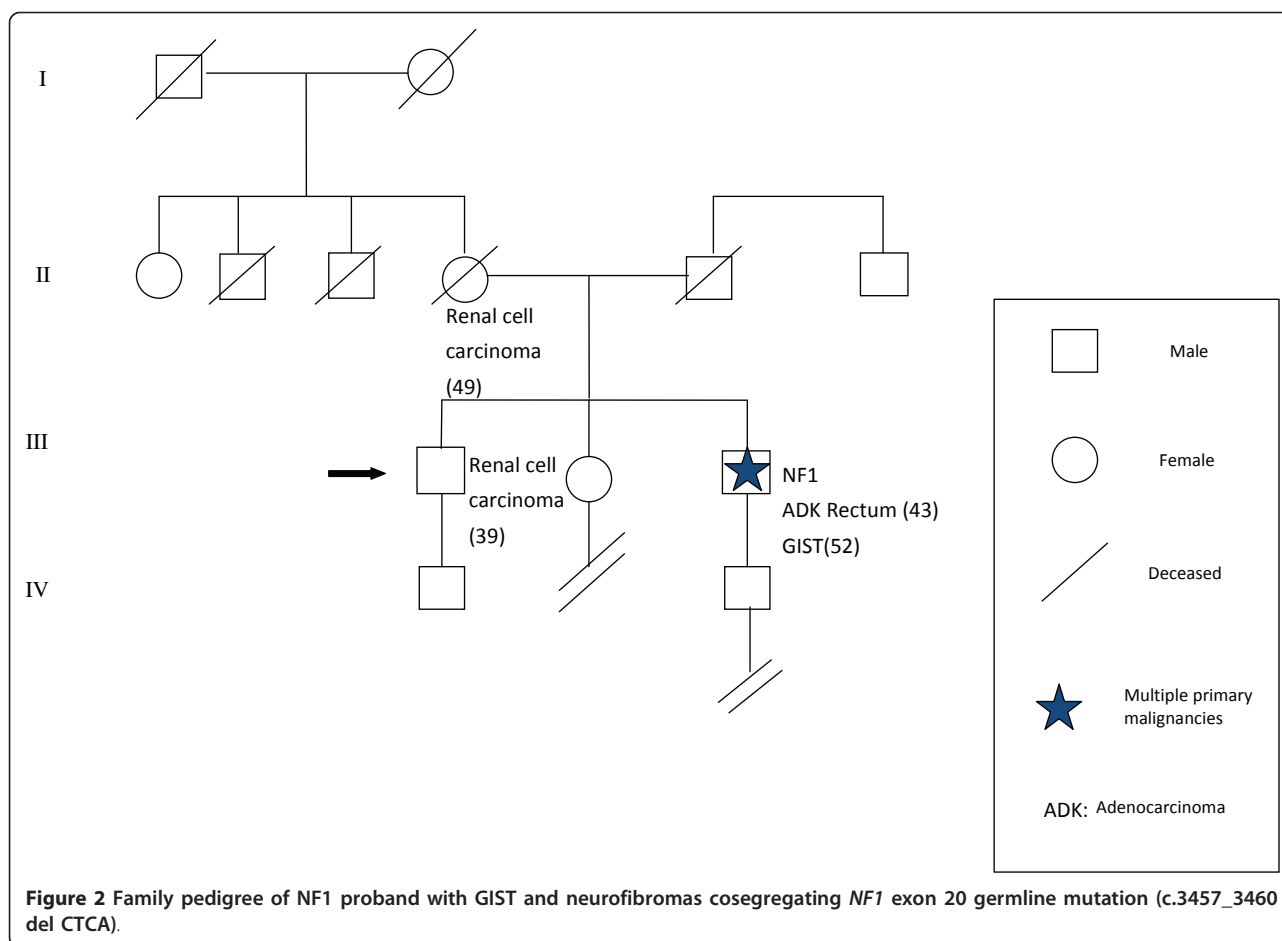 I
II
Renal cell
carcinoma
(49)
III
Renal cell
carcinoma
(39)
NF1
ADK Rectum (43)
GIST(52)
IV
Male
Female
Deceased
Multiple primary
malignancies
ADK: Adenocarcinoma
Figure 2 Family pedigree of NF1 proband with GIST and neurofibromas cosegregating NF1 exon 20 germline mutation (c.3457_3460
del CTCA).